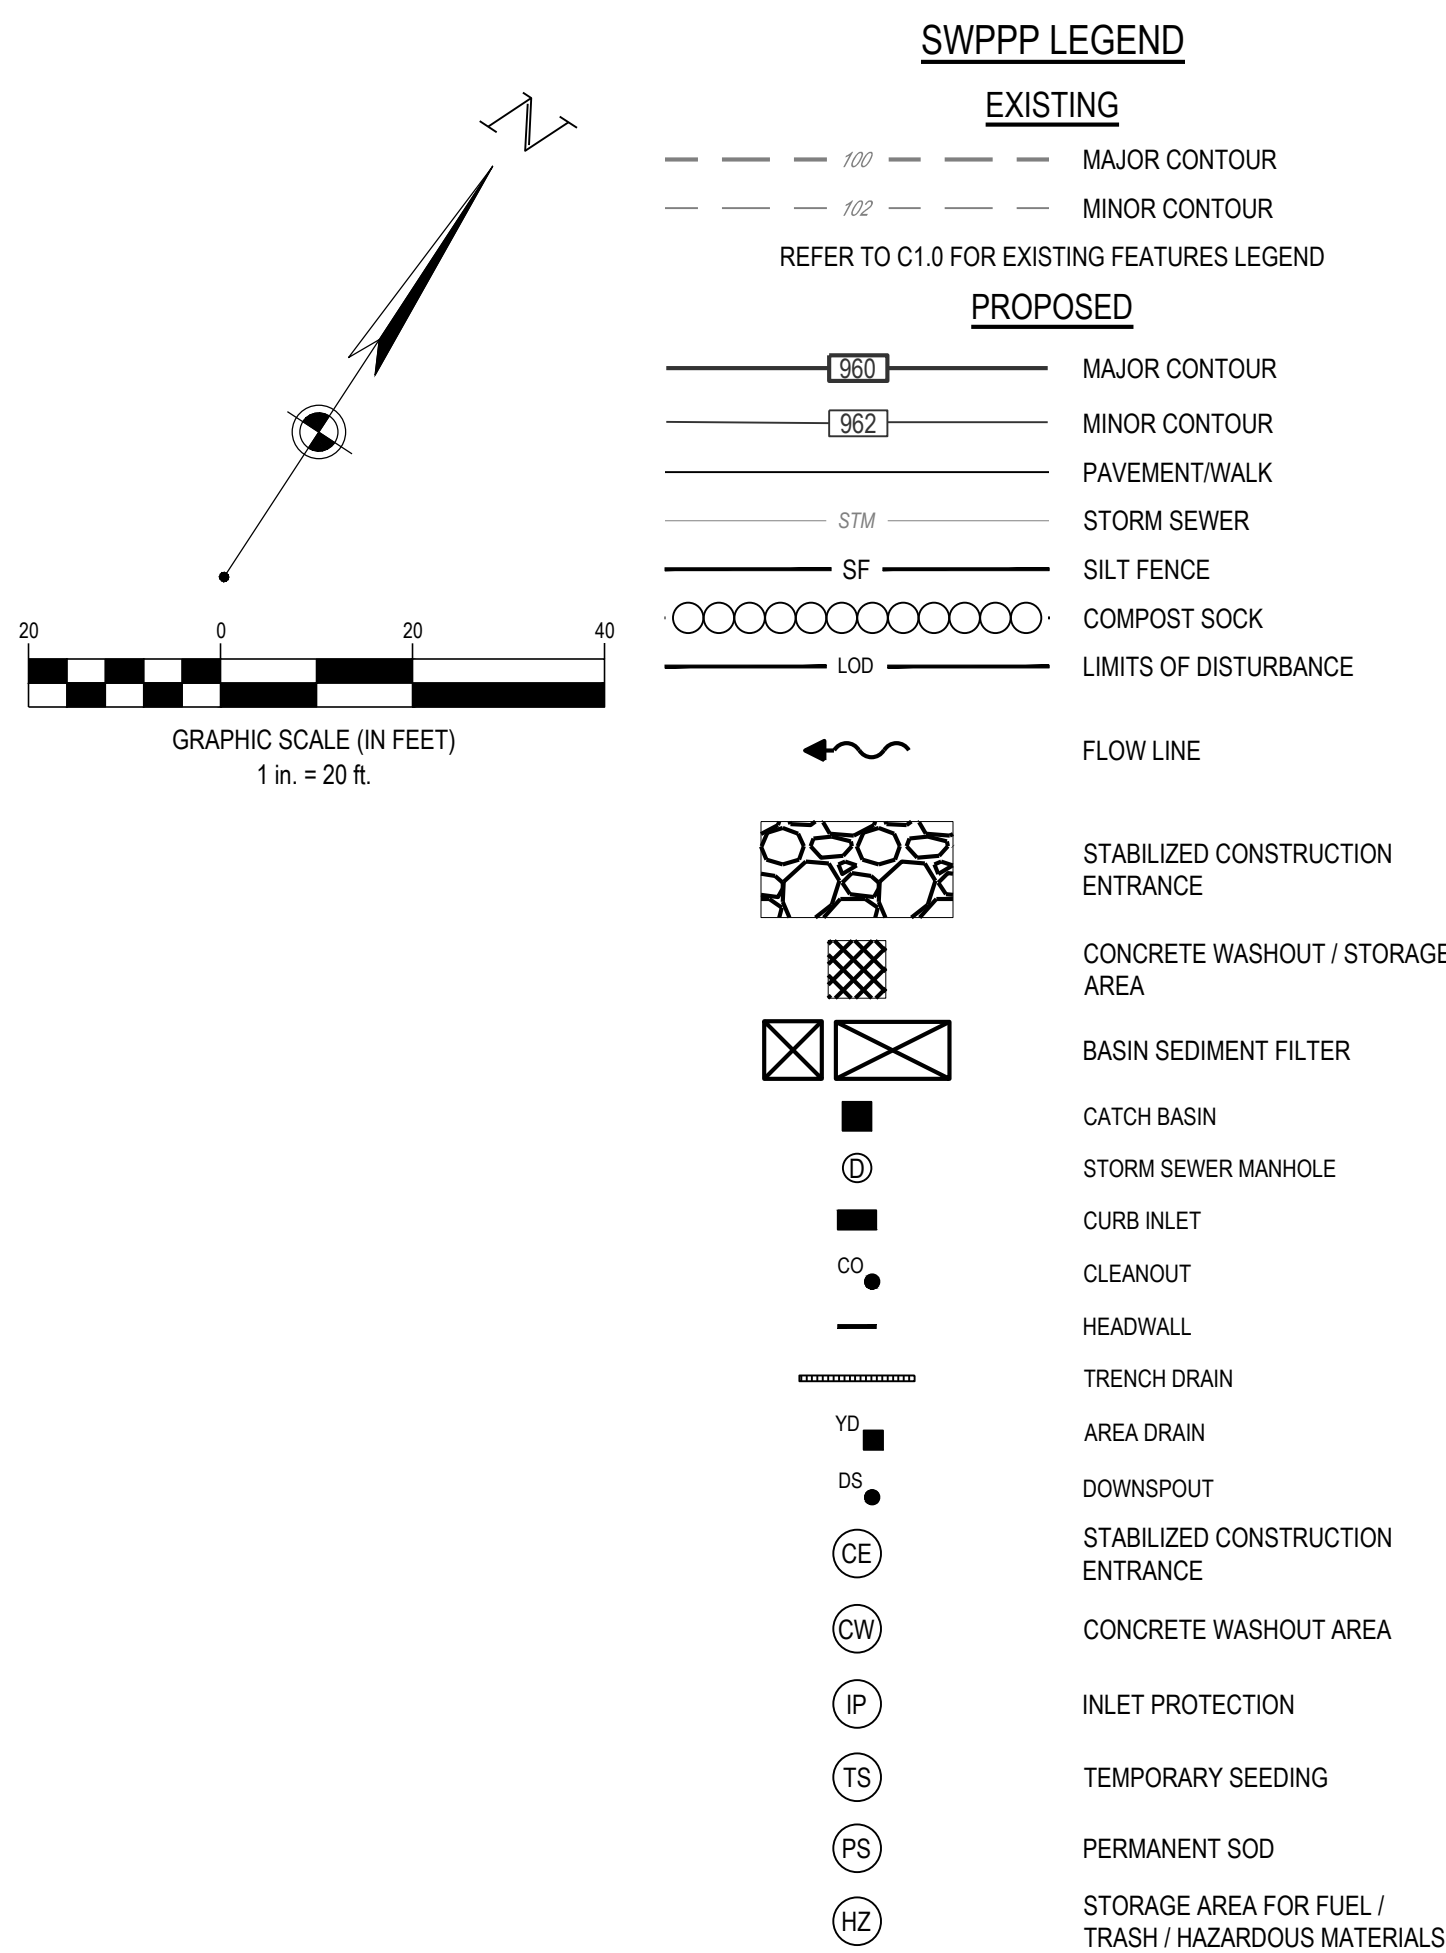 SWPPP LEGEND
EXISTING
100 MAJOR CONTOUR
102 MINOR CONTOUR
REFER TO C1.0 FOR EXISTING FEATURES LEGEND
PROPOSED
960 MAJOR CONTOUR
962 MINOR CONTOUR
PAVEMENT/WALK
STM STORM SEWER
SF SILT FENCE
COMPOST SOCK
LOD LIMITS OF DISTURBANCE
FLOW LINE
STABILIZED CONSTRUCTION
ENTRANCE
CONCRETE WASHOUT / STORAGE
AREA
BASIN SEDIMENT FILTER
CATCH BASIN
D STORM SEWER MANHOLE
CURB INLET
CO CLEANOUT
HEADWALL
TRENCH DRAIN
YD AREA DRAIN
DS DOWNSPOUT
CE STABILIZED CONSTRUCTION
ENTRANCE
CW CONCRETE WASHOUT AREA
IP INLET PROTECTION
TS TEMPORARY SEEDING
PS PERMANENT SOD
HZ STORAGE AREA FOR FUEL /
TRASH / HAZARDOUS MATERIALS
N
20 0 20 40
GRAPHIC SCALE (IN FEET)
1 in. = 20 ft.